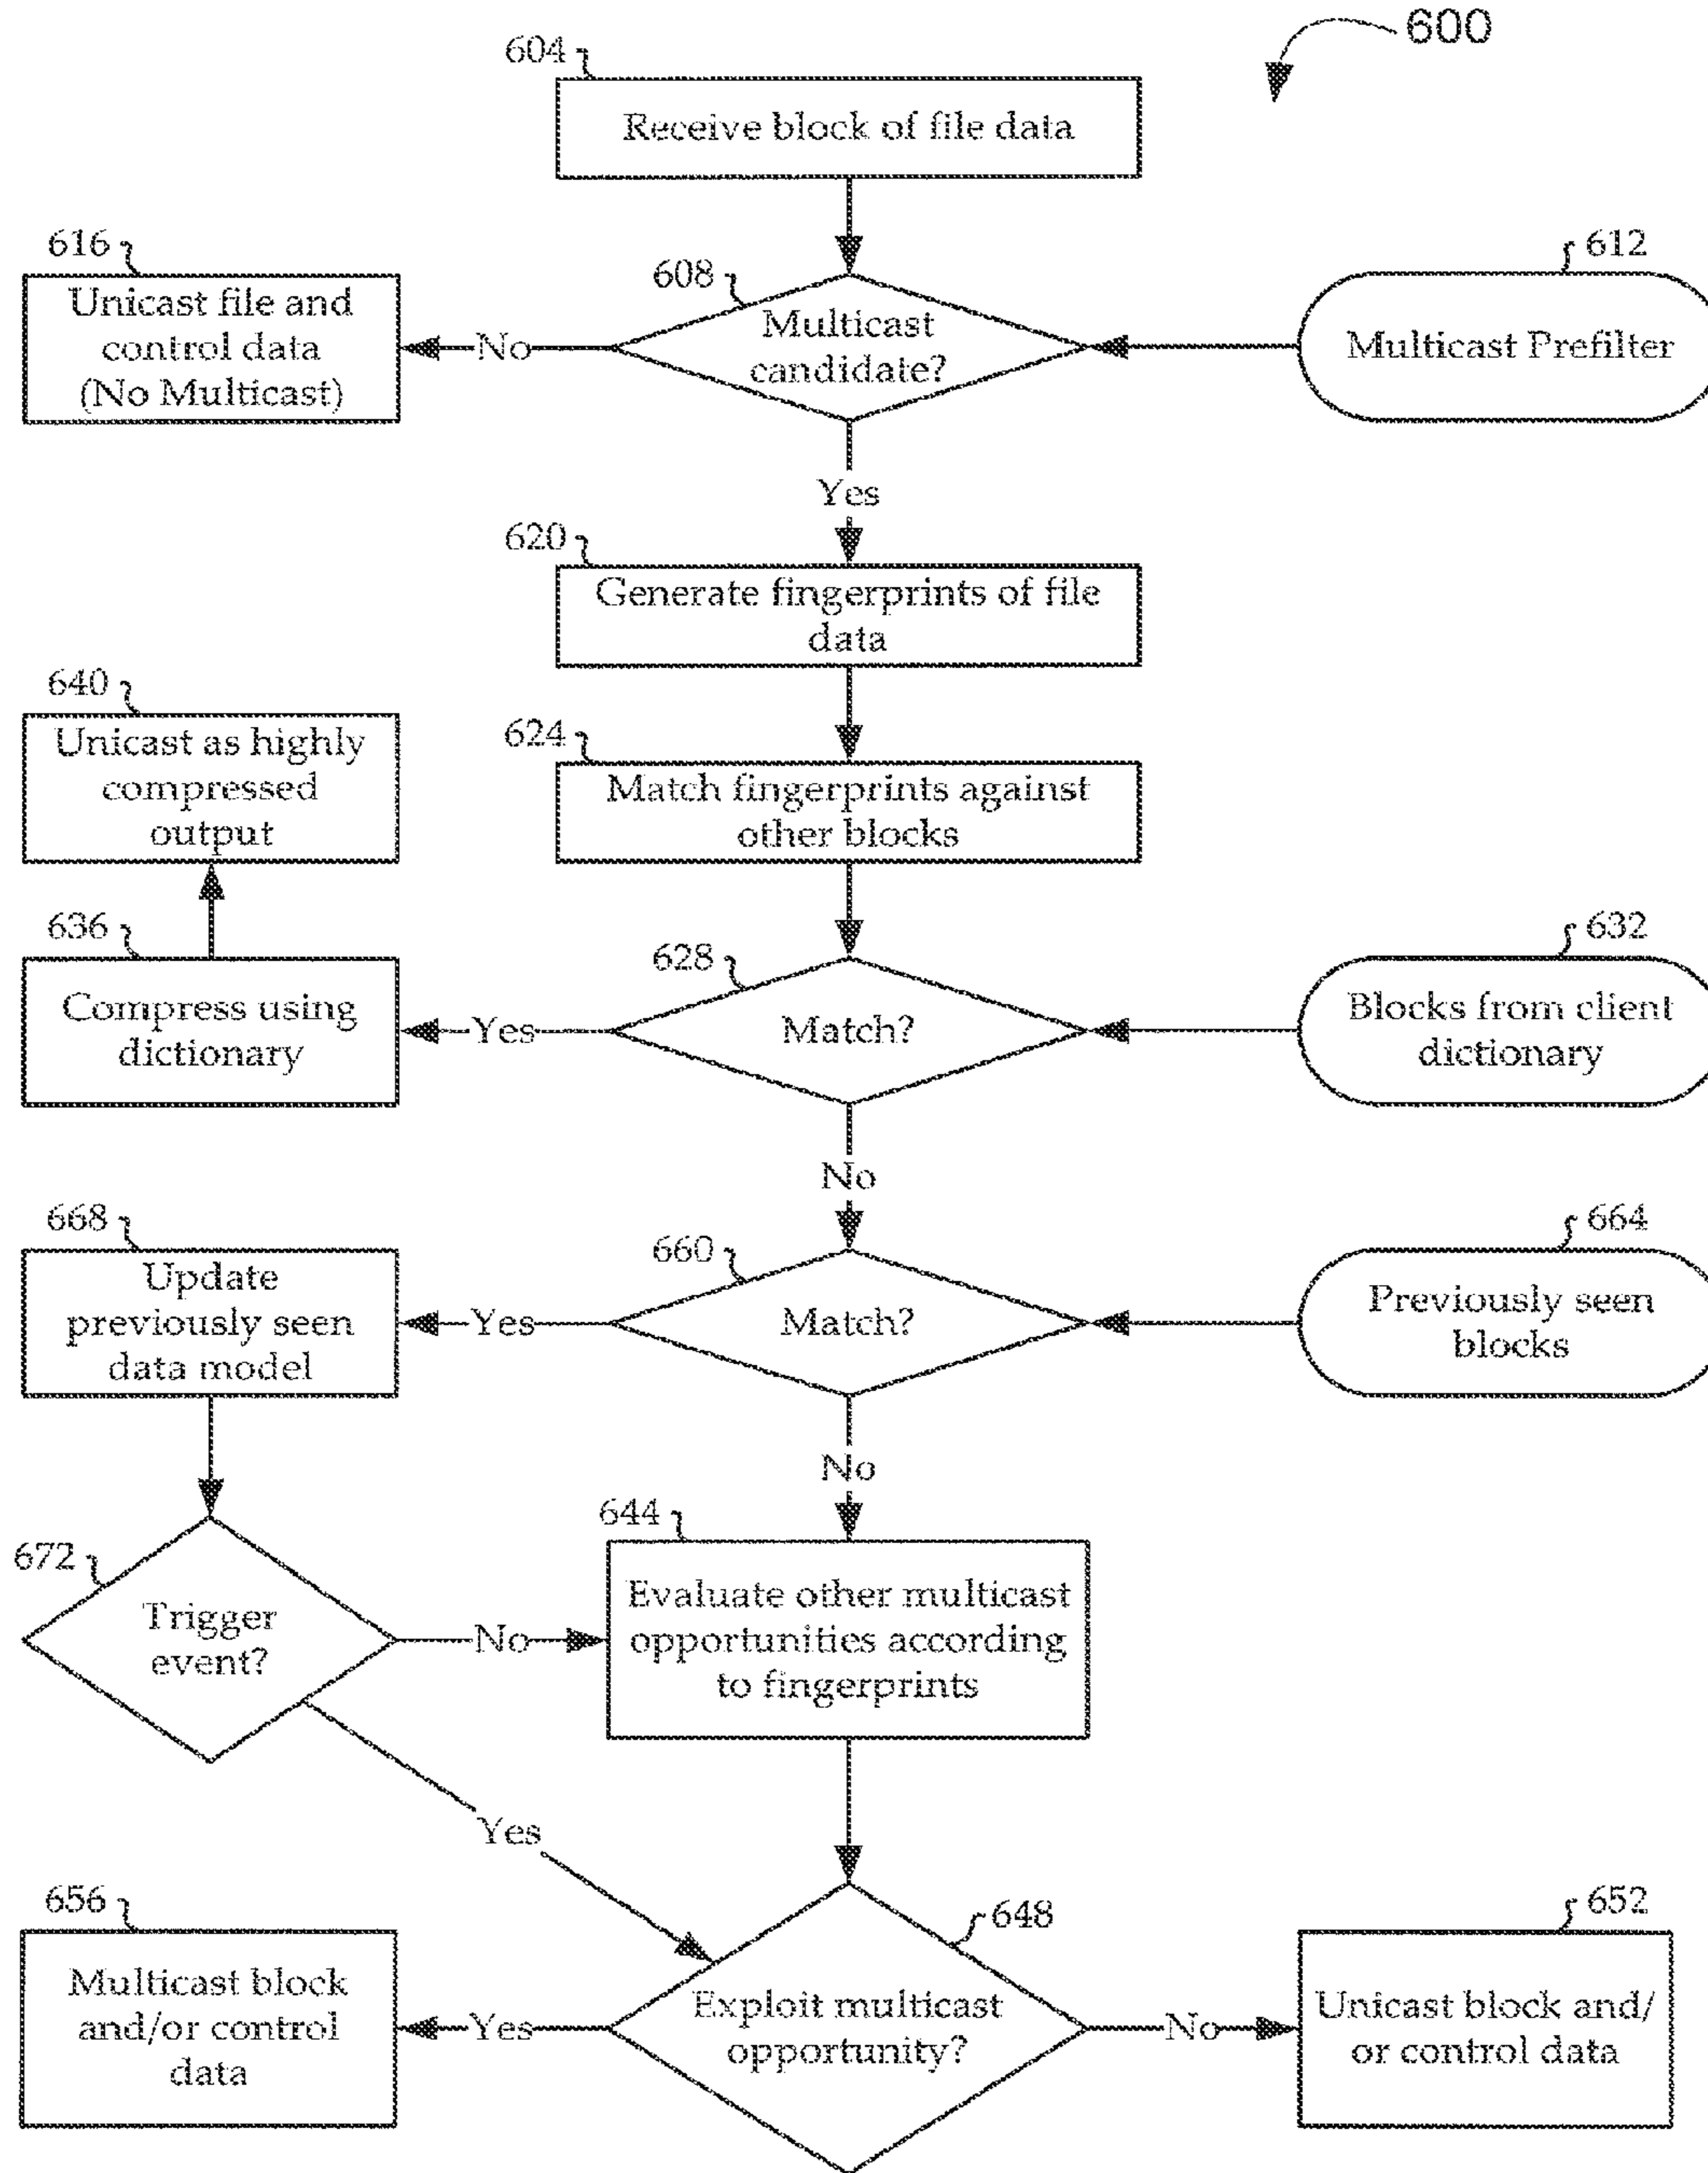 600
604
Receive block of file data
616
Unicast file and
control data
(No Multicast)
No
608
Multicast
candidate?
612
Multicast Prefilter
Yes
620
Generate fingerprints of file
data
640
Unicast as highly
compressed
output
624
Match fingerprints against
other blocks
636
Compress using
dictionary
Yes
628
Match?
632
Blocks from client
dictionary
No
668
Update
previously seen
data model
Yes
660
Match?
664
Previously seen
blocks
No
672
Trigger
event?
No
644
Evaluate other multicast
opportunities according
to fingerprints
Yes
656
Multicast block
and/or control
data
Yes
648
Exploit multicast
opportunity?
No
652
Unicast block and/
or control data